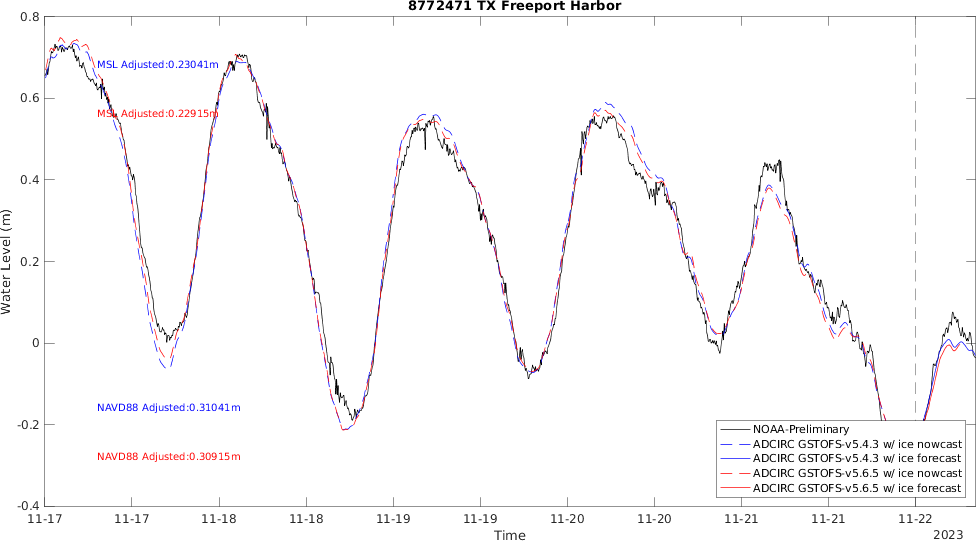 8772471 TX Freeport Harbor
0.8
0.6
0.4
0.2
0
-0.2
-0.4
Water Level (m)
MSL Adjusted:0.23041m
MSL Adjusted:0.22915m
NAVD88 Adjusted:0.31041m
NAVD88 Adjusted:0.30915m
NOAA-Preliminary
ADCIRC GSTOFS-v5.4.3 w/ ice nowcast
ADCIRC GSTOFS-v5.4.3 w/ ice forecast
ADCIRC GSTOFS-v5.6.5 w/ ice nowcast
ADCIRC GSTOFS-v5.6.5 w/ ice forecast
11-17 11-17 11-18 11-18 11-19 11-19 11-20 11-20 11-21 11-21 11-22
Time
2023